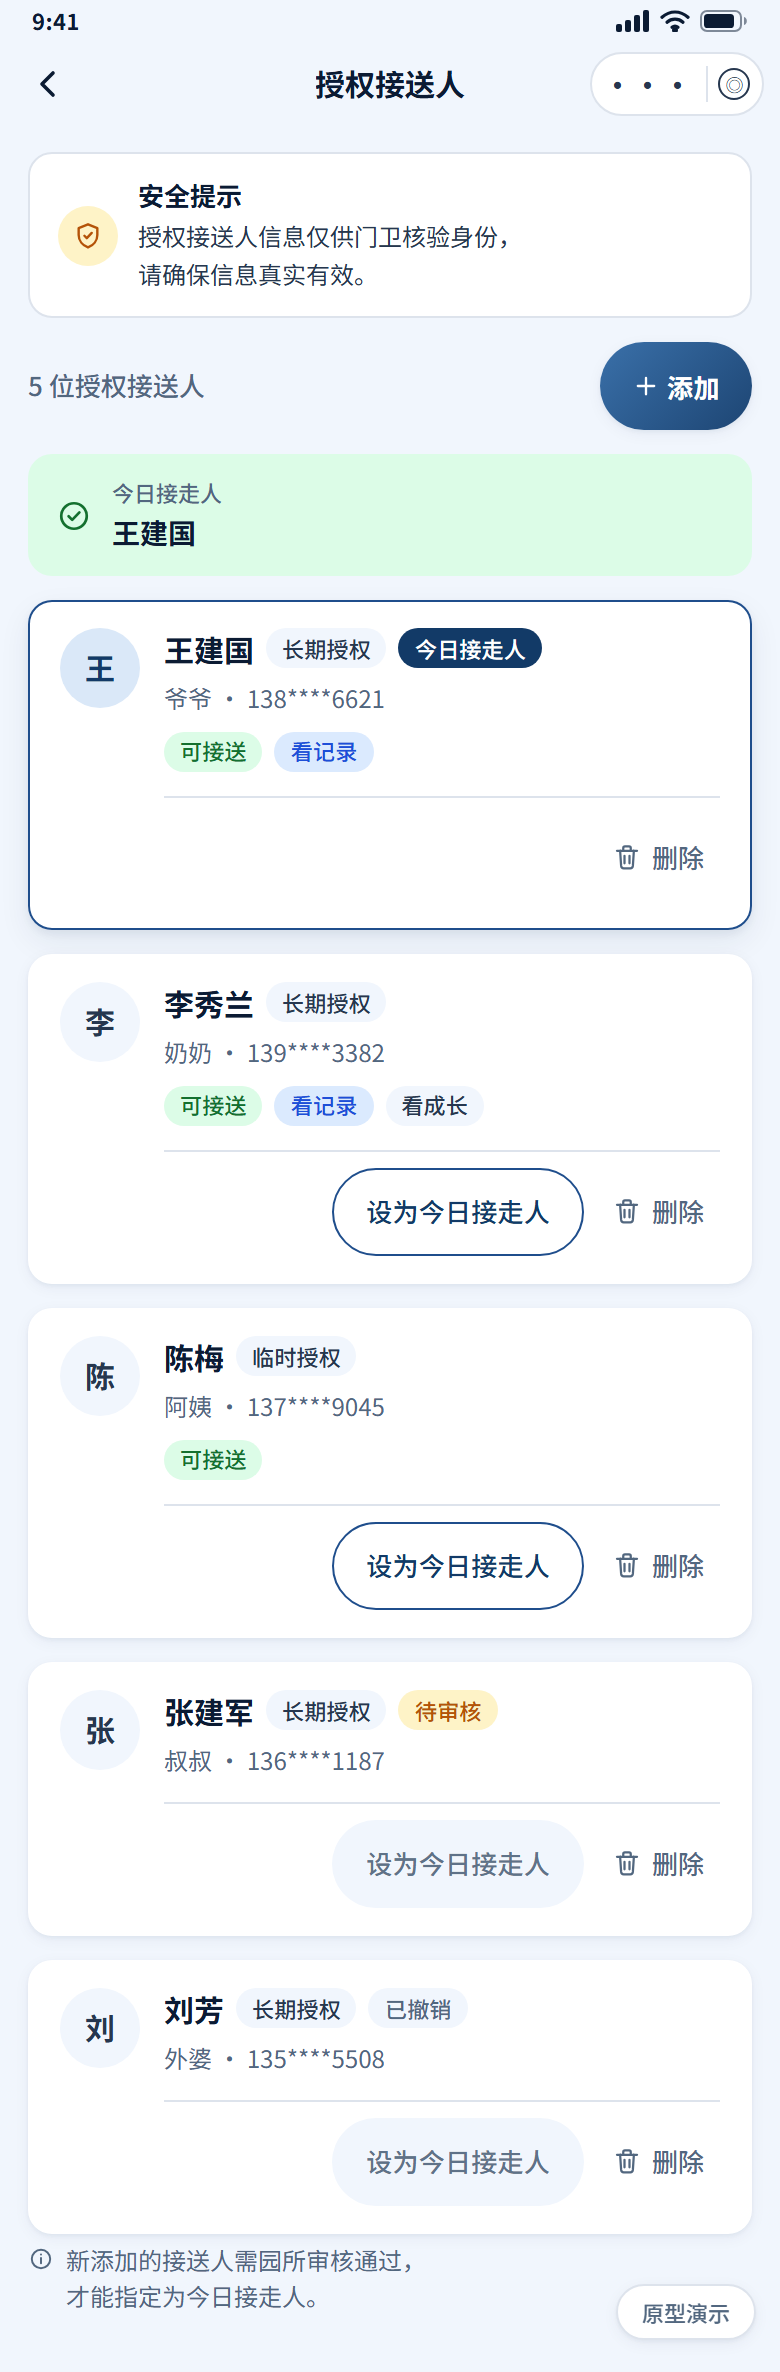 9:41
授权接送人
安全提示
授权接送人信息仅供门卫核验身份，
请确保信息真实有效。
5 位授权接送人
添加
今日接走人
王建国
王
王建国 长期授权 今日接走人
爷爷 · 138****6621
可接送 看记录
删除
李
李秀兰 长期授权
奶奶 · 139****3382
可接送 看记录 看成长
设为今日接走人 删除
陈
陈梅 临时授权
阿姨 · 137****9045
可接送
设为今日接走人 删除
张
张建军 长期授权 待审核
叔叔 · 136****1187
设为今日接走人 删除
刘
刘芳 长期授权 已撤销
外婆 · 135****5508
设为今日接走人 删除
新添加的接送人需园所审核通过，
才能指定为今日接走人。
原型演示